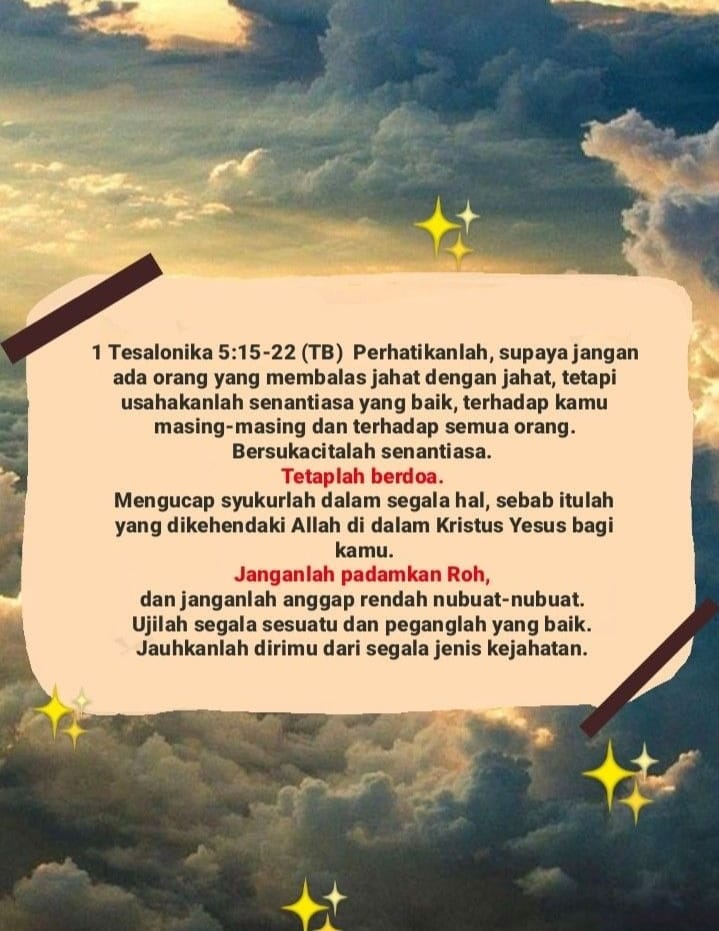 1 Tesalonika 5:15-22 (TB)  Perhatikanlah, supaya jangan
ada orang yang membalas jahat dengan jahat, tetapi
usahakanlah senantiasa yang baik, terhadap kamu
masing-masing dan terhadap semua orang.
Bersukacitalah senantiasa.
Tetaplah berdoa.
Mengucap syukurlah dalam segala hal, sebab itulah
yang dikehendaki Allah di dalam Kristus Yesus bagi
kamu.
Janganlah padamkan Roh,
dan janganlah anggap rendah nubuat-nubuat.
Ujilah segala sesuatu dan peganglah yang baik.
Jauhkanlah dirimu dari segala jenis kejahatan.